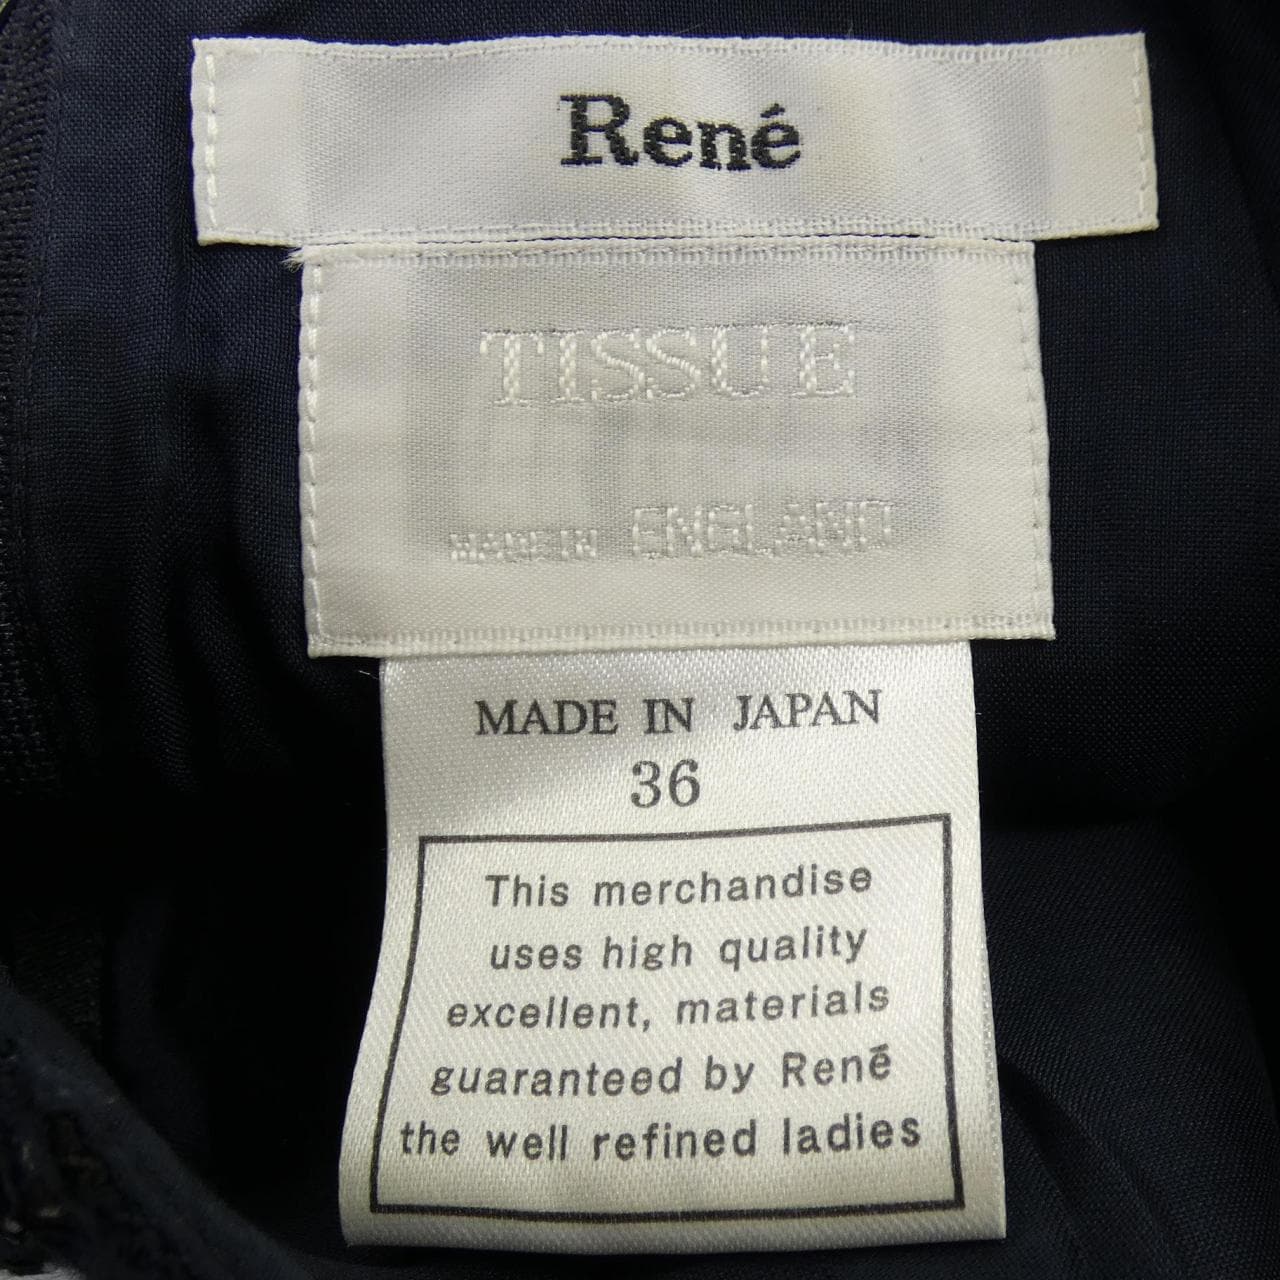 René
TISSUE
MADE IN ENGLAND
MADE IN JAPAN
36
This merchandise
uses high quality
excellent, materials
guaranteed by René
the well refined ladies